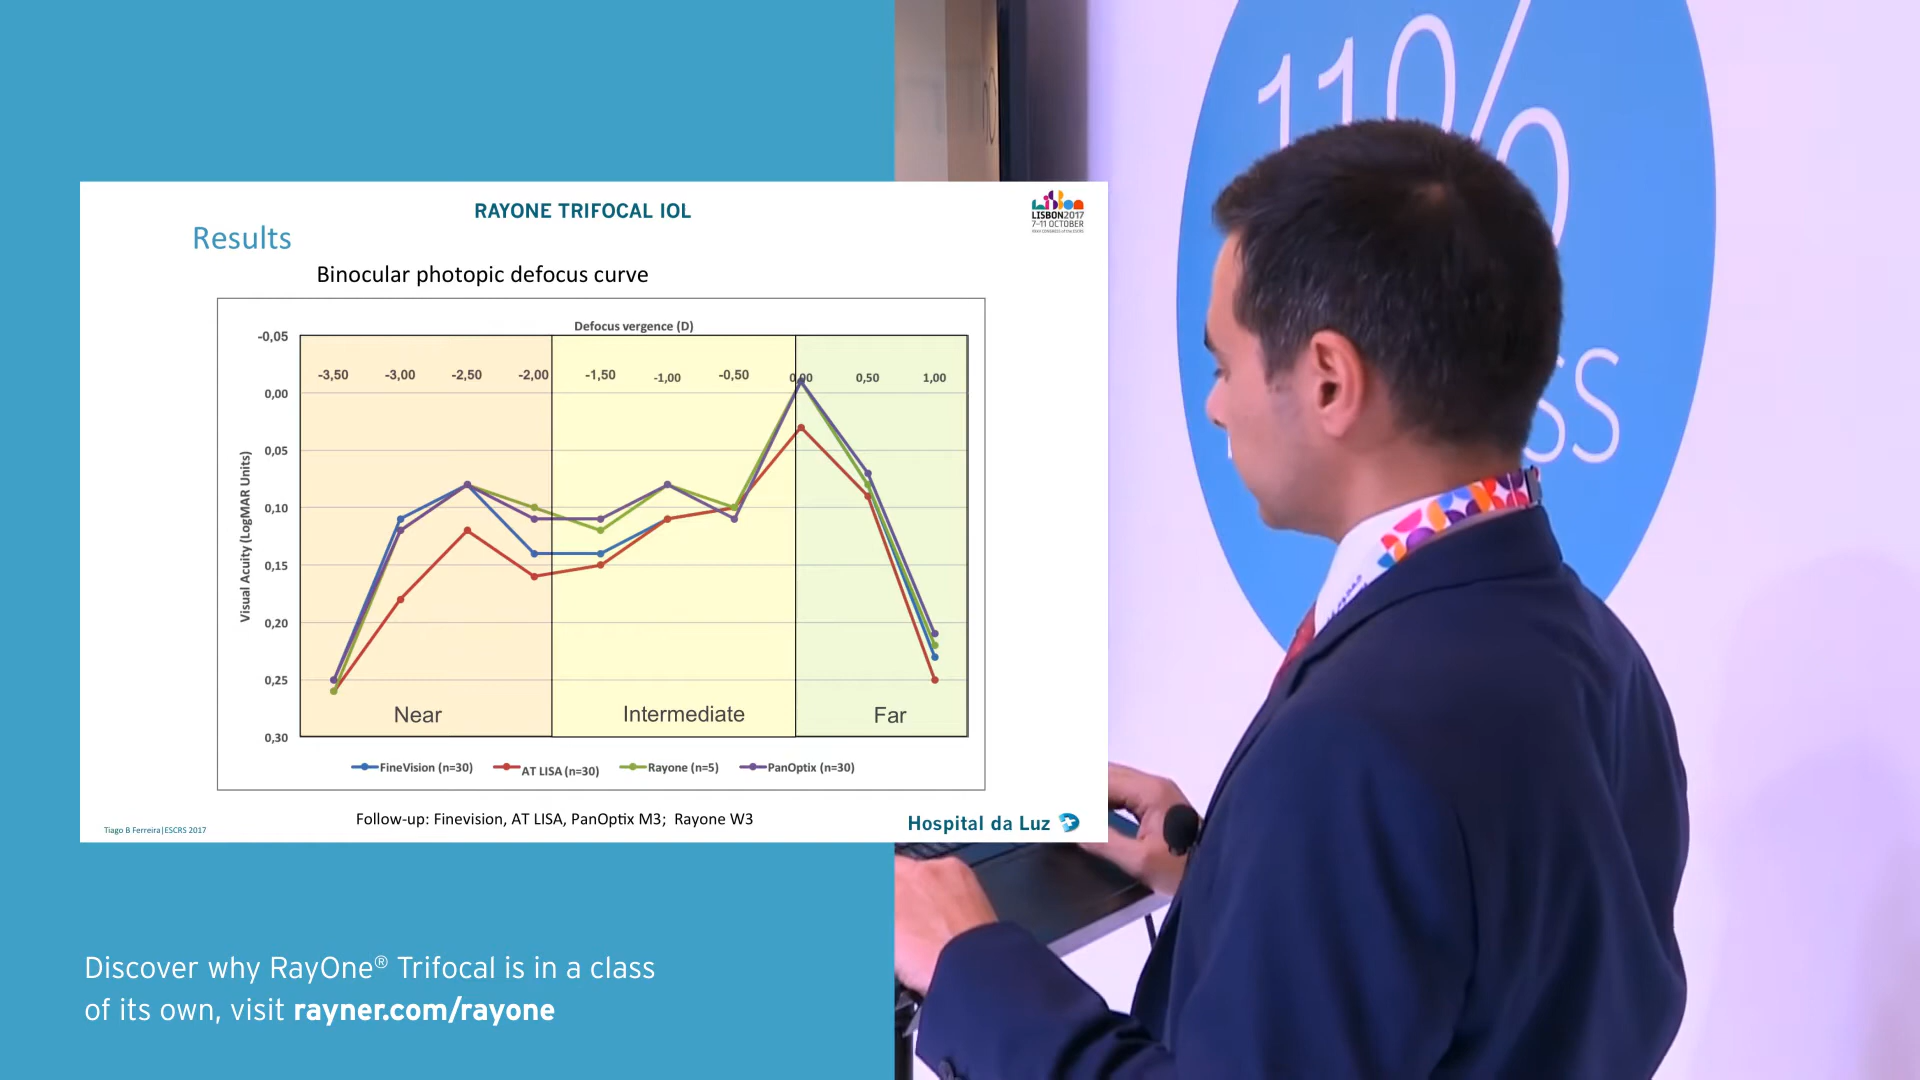 11%
SS
RAYONE TRIFOCAL IOL
LISBON2017
7-11 OCTOBER
Results
Binocular photopic defocus curve
Defocus vergence (D)
-0,05
-3,50 -3,00 -2,50 -2,00 -1,50 -1,00 -0,50 0,00 0,50 1,00
0,00
0,05
0,10
0,15
0,20
0,25
0,30
Visual Acuity (LogMAR Units)
Near Intermediate Far
FineVision (n=30) AT LISA (n=30) Rayone (n=5) PanOptix (n=30)
Follow-up: Finevision, AT LISA, PanOptix M3; Rayone W3
Tiago B Ferreira|ESCRS 2017
Hospital da Luz
Discover why RayOne® Trifocal is in a class
of its own, visit rayner.com/rayone